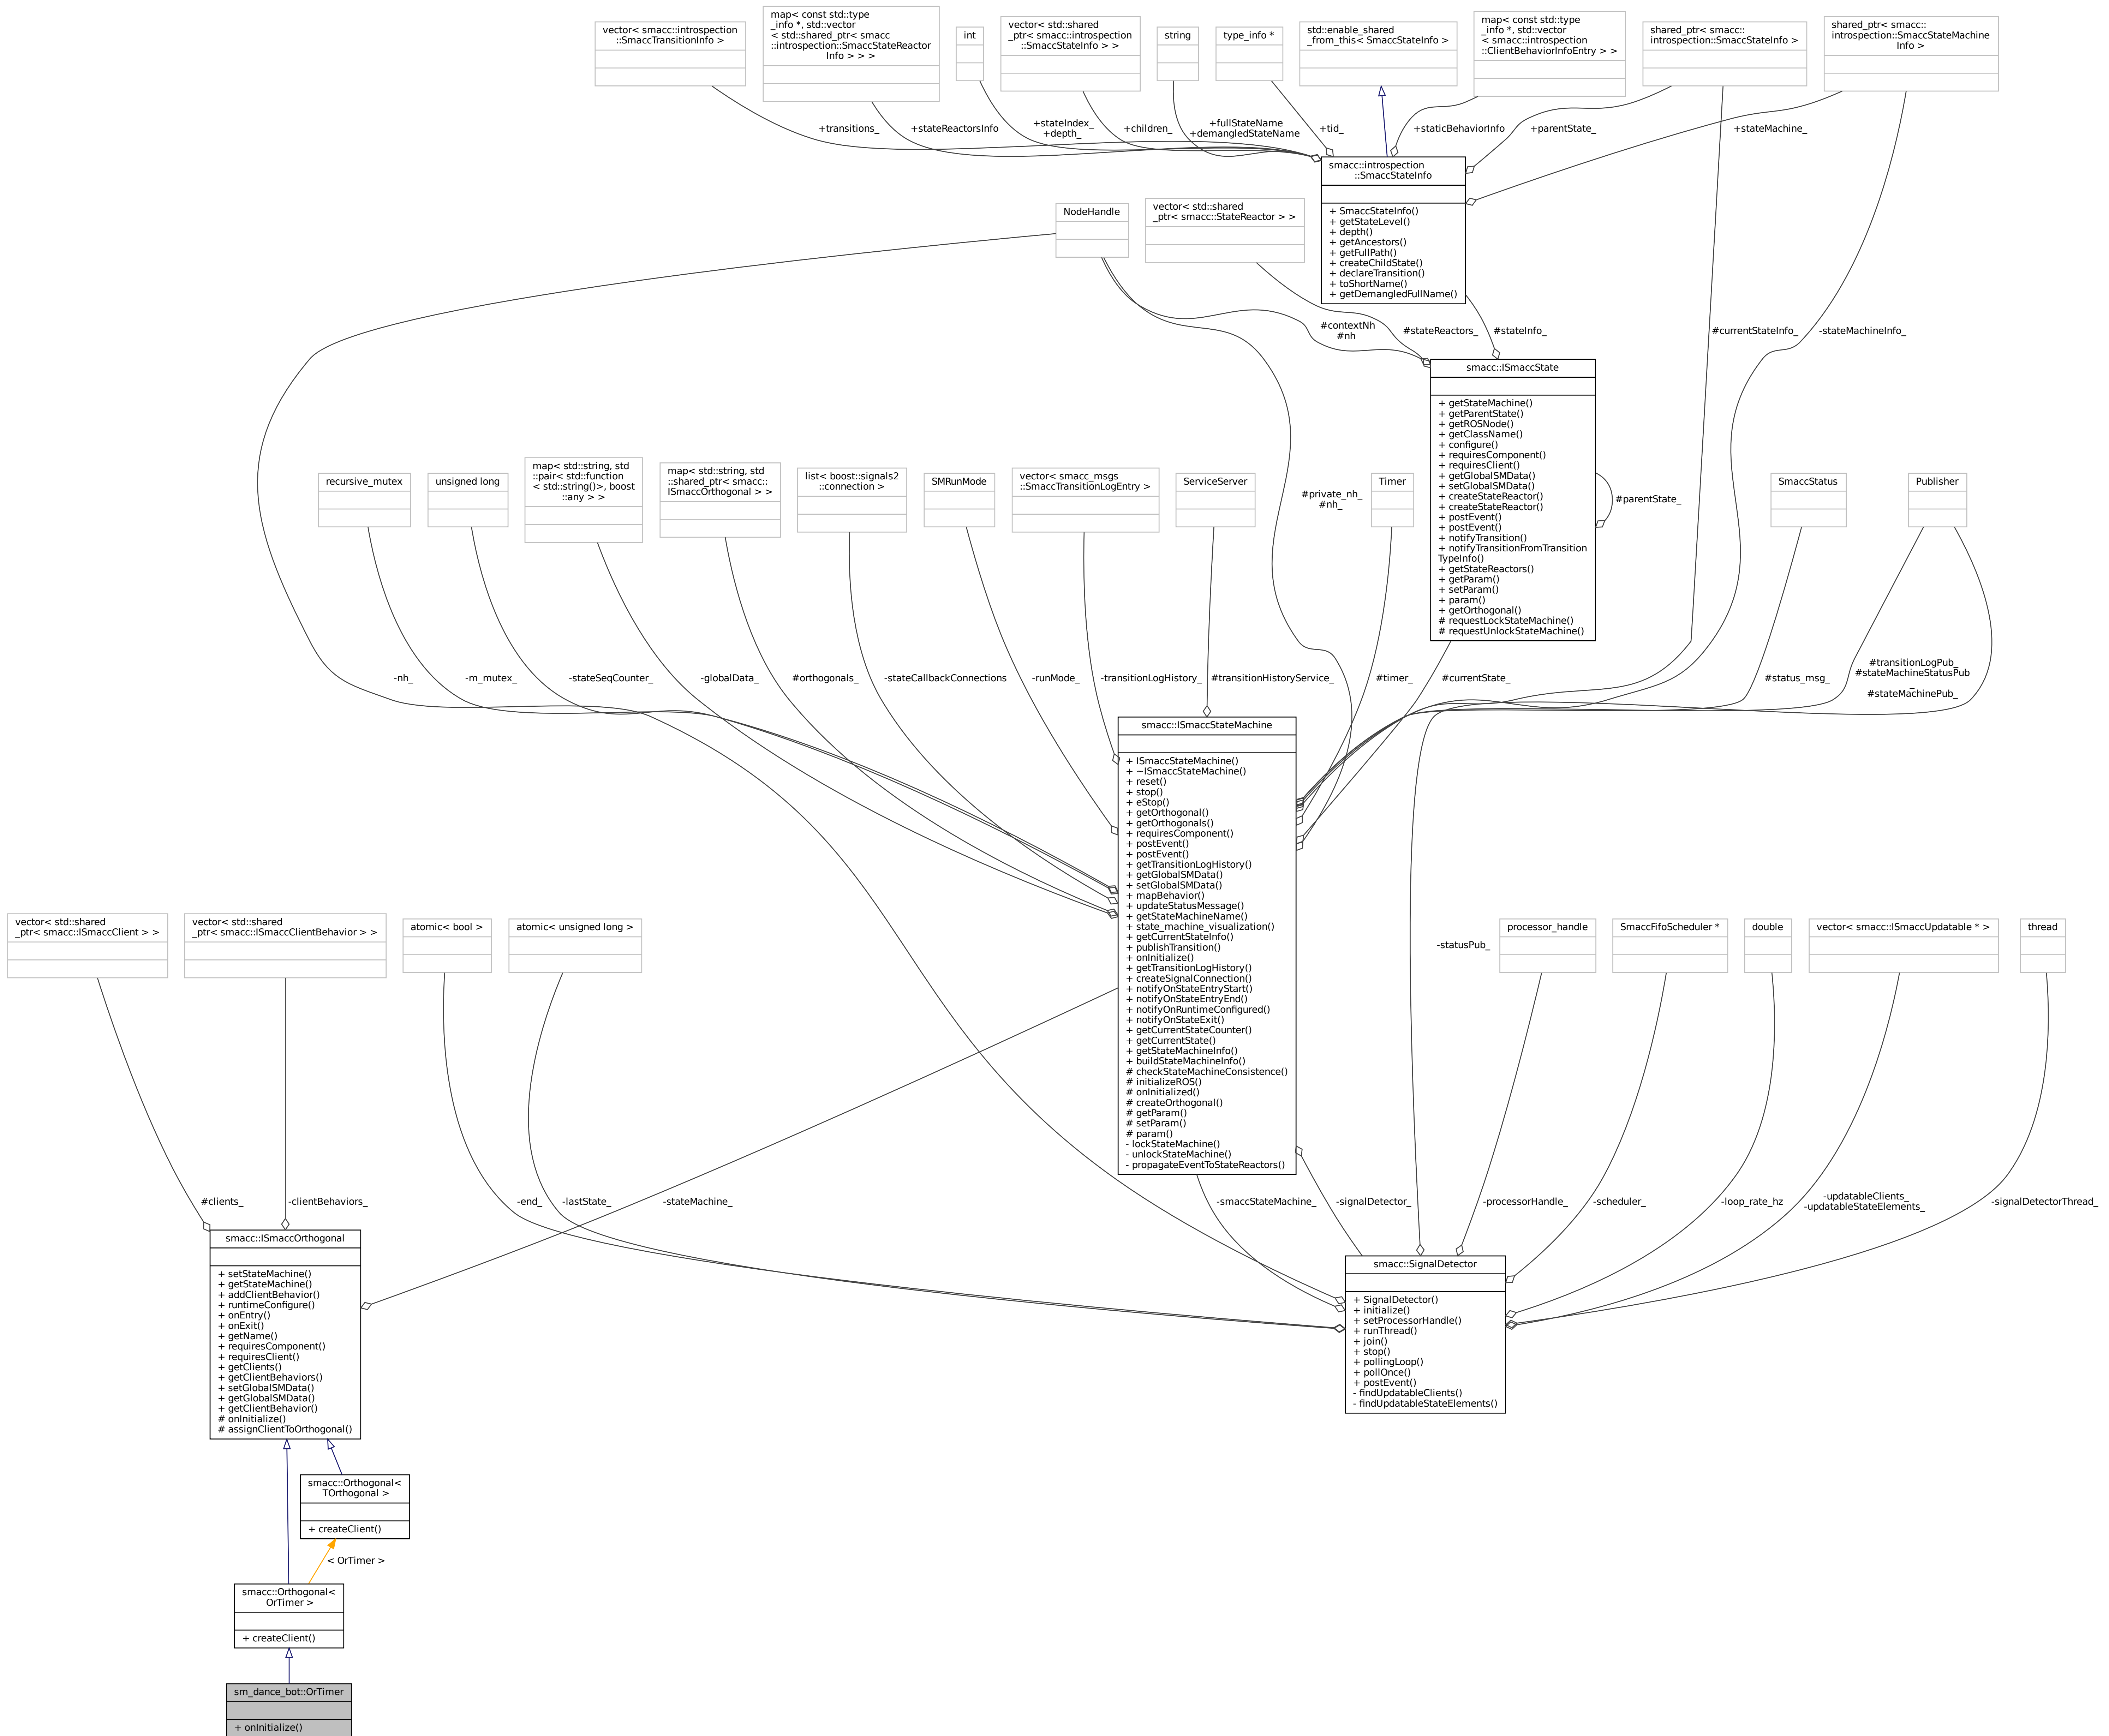 vector< smacc::introspection
::SmaccTransitionInfo >
map< const std::type
_info *, std::vector
< std::shared_ptr< smacc
::introspection::SmaccStateReactor
Info > > >
int
vector< std::shared
_ptr< smacc::introspection
::SmaccStateInfo > >
string
type_info *
std::enable_shared
_from_this< SmaccStateInfo >
map< const std::type
_info *, std::vector
< smacc::introspection
::ClientBehaviorInfoEntry > >
shared_ptr< smacc::
introspection::SmaccStateInfo >
shared_ptr< smacc::
introspection::SmaccStateMachine
Info >
+transitions_
+stateReactorsInfo
+stateIndex_
+depth_
+children_
+fullStateName
+demangledStateName
+tid_
+staticBehaviorInfo
+parentState_
+stateMachine_
smacc::introspection
::SmaccStateInfo
+ SmaccStateInfo()
+ getStateLevel()
+ depth()
+ getAncestors()
+ getFullPath()
+ createChildState()
+ declareTransition()
+ toShortName()
+ getDemangledFullName()
NodeHandle
vector< std::shared
_ptr< smacc::StateReactor > >
#contextNh
#nh
#stateReactors_
#stateInfo_
#currentStateInfo_
-stateMachineInfo_
smacc::ISmaccState
+ getStateMachine()
+ getParentState()
+ getROSNode()
+ getClassName()
+ configure()
+ requiresComponent()
+ requiresClient()
+ getGlobalSMData()
+ setGlobalSMData()
+ createStateReactor()
+ createStateReactor()
+ postEvent()
+ postEvent()
+ notifyTransition()
+ notifyTransitionFromTransition
TypeInfo()
+ getStateReactors()
+ getParam()
+ setParam()
+ param()
+ getOrthogonal()
# requestLockStateMachine()
# requestUnlockStateMachine()
#parentState_
recursive_mutex
unsigned long
map< std::string, std
::pair< std::function
< std::string()>, boost
::any > >
map< std::string, std
::shared_ptr< smacc::
ISmaccOrthogonal > >
list< boost::signals2
::connection >
SMRunMode
vector< smacc_msgs
::SmaccTransitionLogEntry >
ServiceServer
#private_nh_
#nh_
Timer
SmaccStatus
Publisher
-nh_
-m_mutex_
-stateSeqCounter_
-globalData_
#orthogonals_
-stateCallbackConnections
-runMode_
-transitionLogHistory_
#transitionHistoryService_
#timer_
#currentState_
#status_msg_
#transitionLogPub_
#stateMachineStatusPub
_
#stateMachinePub_
smacc::ISmaccStateMachine
+ ISmaccStateMachine()
+ ~ISmaccStateMachine()
+ reset()
+ stop()
+ eStop()
+ getOrthogonal()
+ getOrthogonals()
+ requiresComponent()
+ postEvent()
+ postEvent()
+ getTransitionLogHistory()
+ getGlobalSMData()
+ setGlobalSMData()
+ mapBehavior()
+ updateStatusMessage()
+ getStateMachineName()
+ state_machine_visualization()
+ getCurrentStateInfo()
+ publishTransition()
+ onInitialize()
+ getTransitionLogHistory()
+ createSignalConnection()
+ notifyOnStateEntryStart()
+ notifyOnStateEntryEnd()
+ notifyOnRuntimeConfigured()
+ notifyOnStateExit()
+ getCurrentStateCounter()
+ getCurrentState()
+ getStateMachineInfo()
+ buildStateMachineInfo()
# checkStateMachineConsistence()
# initializeROS()
# onInitialized()
# createOrthogonal()
# getParam()
# setParam()
# param()
- lockStateMachine()
- unlockStateMachine()
- propagateEventToStateReactors()
vector< std::shared
_ptr< smacc::ISmaccClient > >
vector< std::shared
_ptr< smacc::ISmaccClientBehavior > >
atomic< bool >
atomic< unsigned long >
-statusPub_
processor_handle
SmaccFifoScheduler *
double
vector< smacc::ISmaccUpdatable * >
thread
#clients_
-clientBehaviors_
-end_
-lastState_
-stateMachine_
-smaccStateMachine_
-signalDetector_
-processorHandle_
-scheduler_
-loop_rate_hz
-updatableClients_
-updatableStateElements_
-signalDetectorThread_
smacc::ISmaccOrthogonal
+ setStateMachine()
+ getStateMachine()
+ addClientBehavior()
+ runtimeConfigure()
+ onEntry()
+ onExit()
+ getName()
+ requiresComponent()
+ requiresClient()
+ getClients()
+ getClientBehaviors()
+ setGlobalSMData()
+ getGlobalSMData()
+ getClientBehavior()
# onInitialize()
# assignClientToOrthogonal()
smacc::SignalDetector
+ SignalDetector()
+ initialize()
+ setProcessorHandle()
+ runThread()
+ join()
+ stop()
+ pollingLoop()
+ pollOnce()
+ postEvent()
- findUpdatableClients()
- findUpdatableStateElements()
smacc::Orthogonal<
TOrthogonal >
+ createClient()
< OrTimer >
smacc::Orthogonal<
OrTimer >
+ createClient()
sm_dance_bot::OrTimer
+ onInitialize()